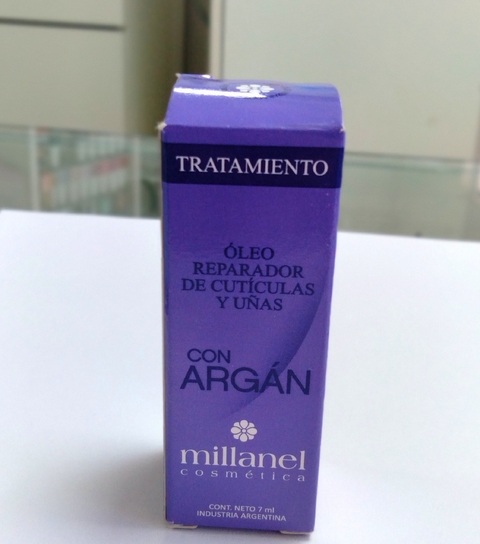 TRATAMIENTO
ÓLEO
REPARADOR
DE CUTÍCULAS
Y UÑAS
CON
ARGÁN
millanel
cosmética
CONT. NETO 7 ml
INDUSTRIA ARGENTINA